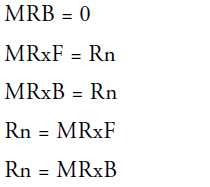 MRB = 0
MRxF = Rn
MRxB = Rn
Rn = MRxF
Rn = MRxB